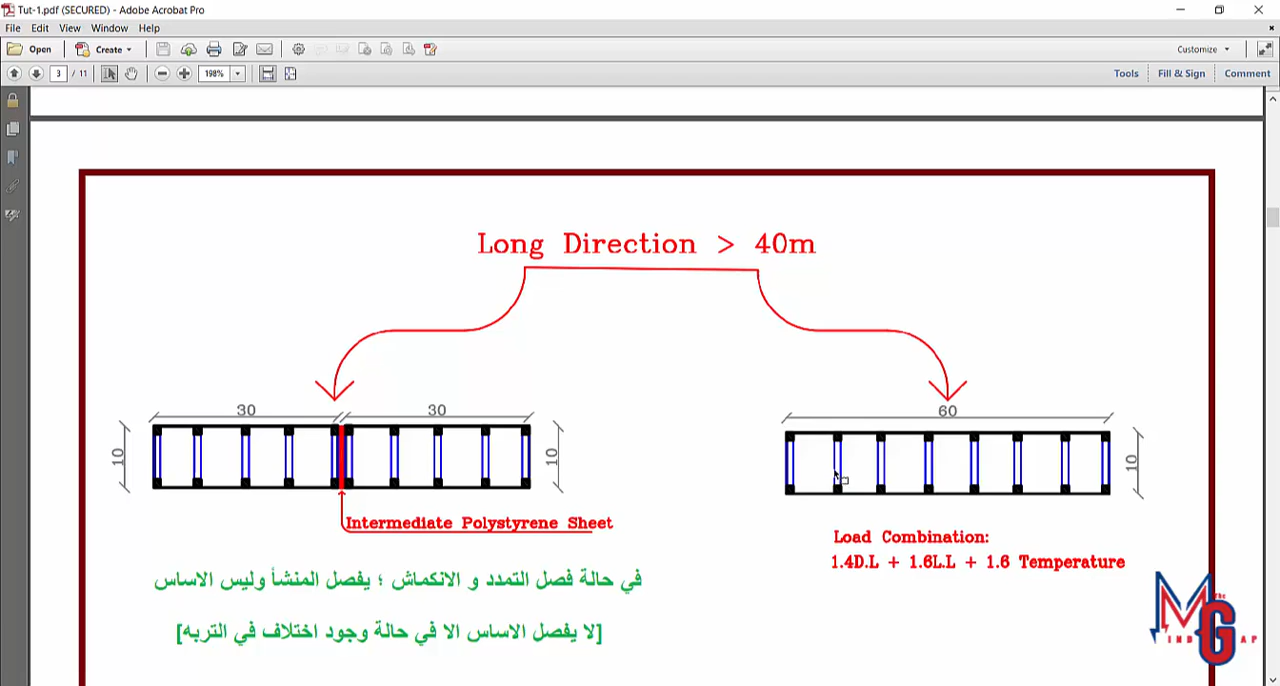 Tut-1.pdf (SECURED) - Adobe Acrobat Pro
File Edit View Window Help
Open Create Customize
3 / 11 198% Tools Fill & Sign Comment
Long Direction > 40m
30 30 60
10 10 10
Intermediate Polystyrene Sheet
Load Combination:
1.4D.L + 1.6L.L + 1.6 Temperature
في حالة فصل التمدد و الانكماش ؛ يفصل المنشأ وليس الاساس
[لا يفصل الاساس الا في حالة وجود اختلاف في التربه]
The
M G
IND AP